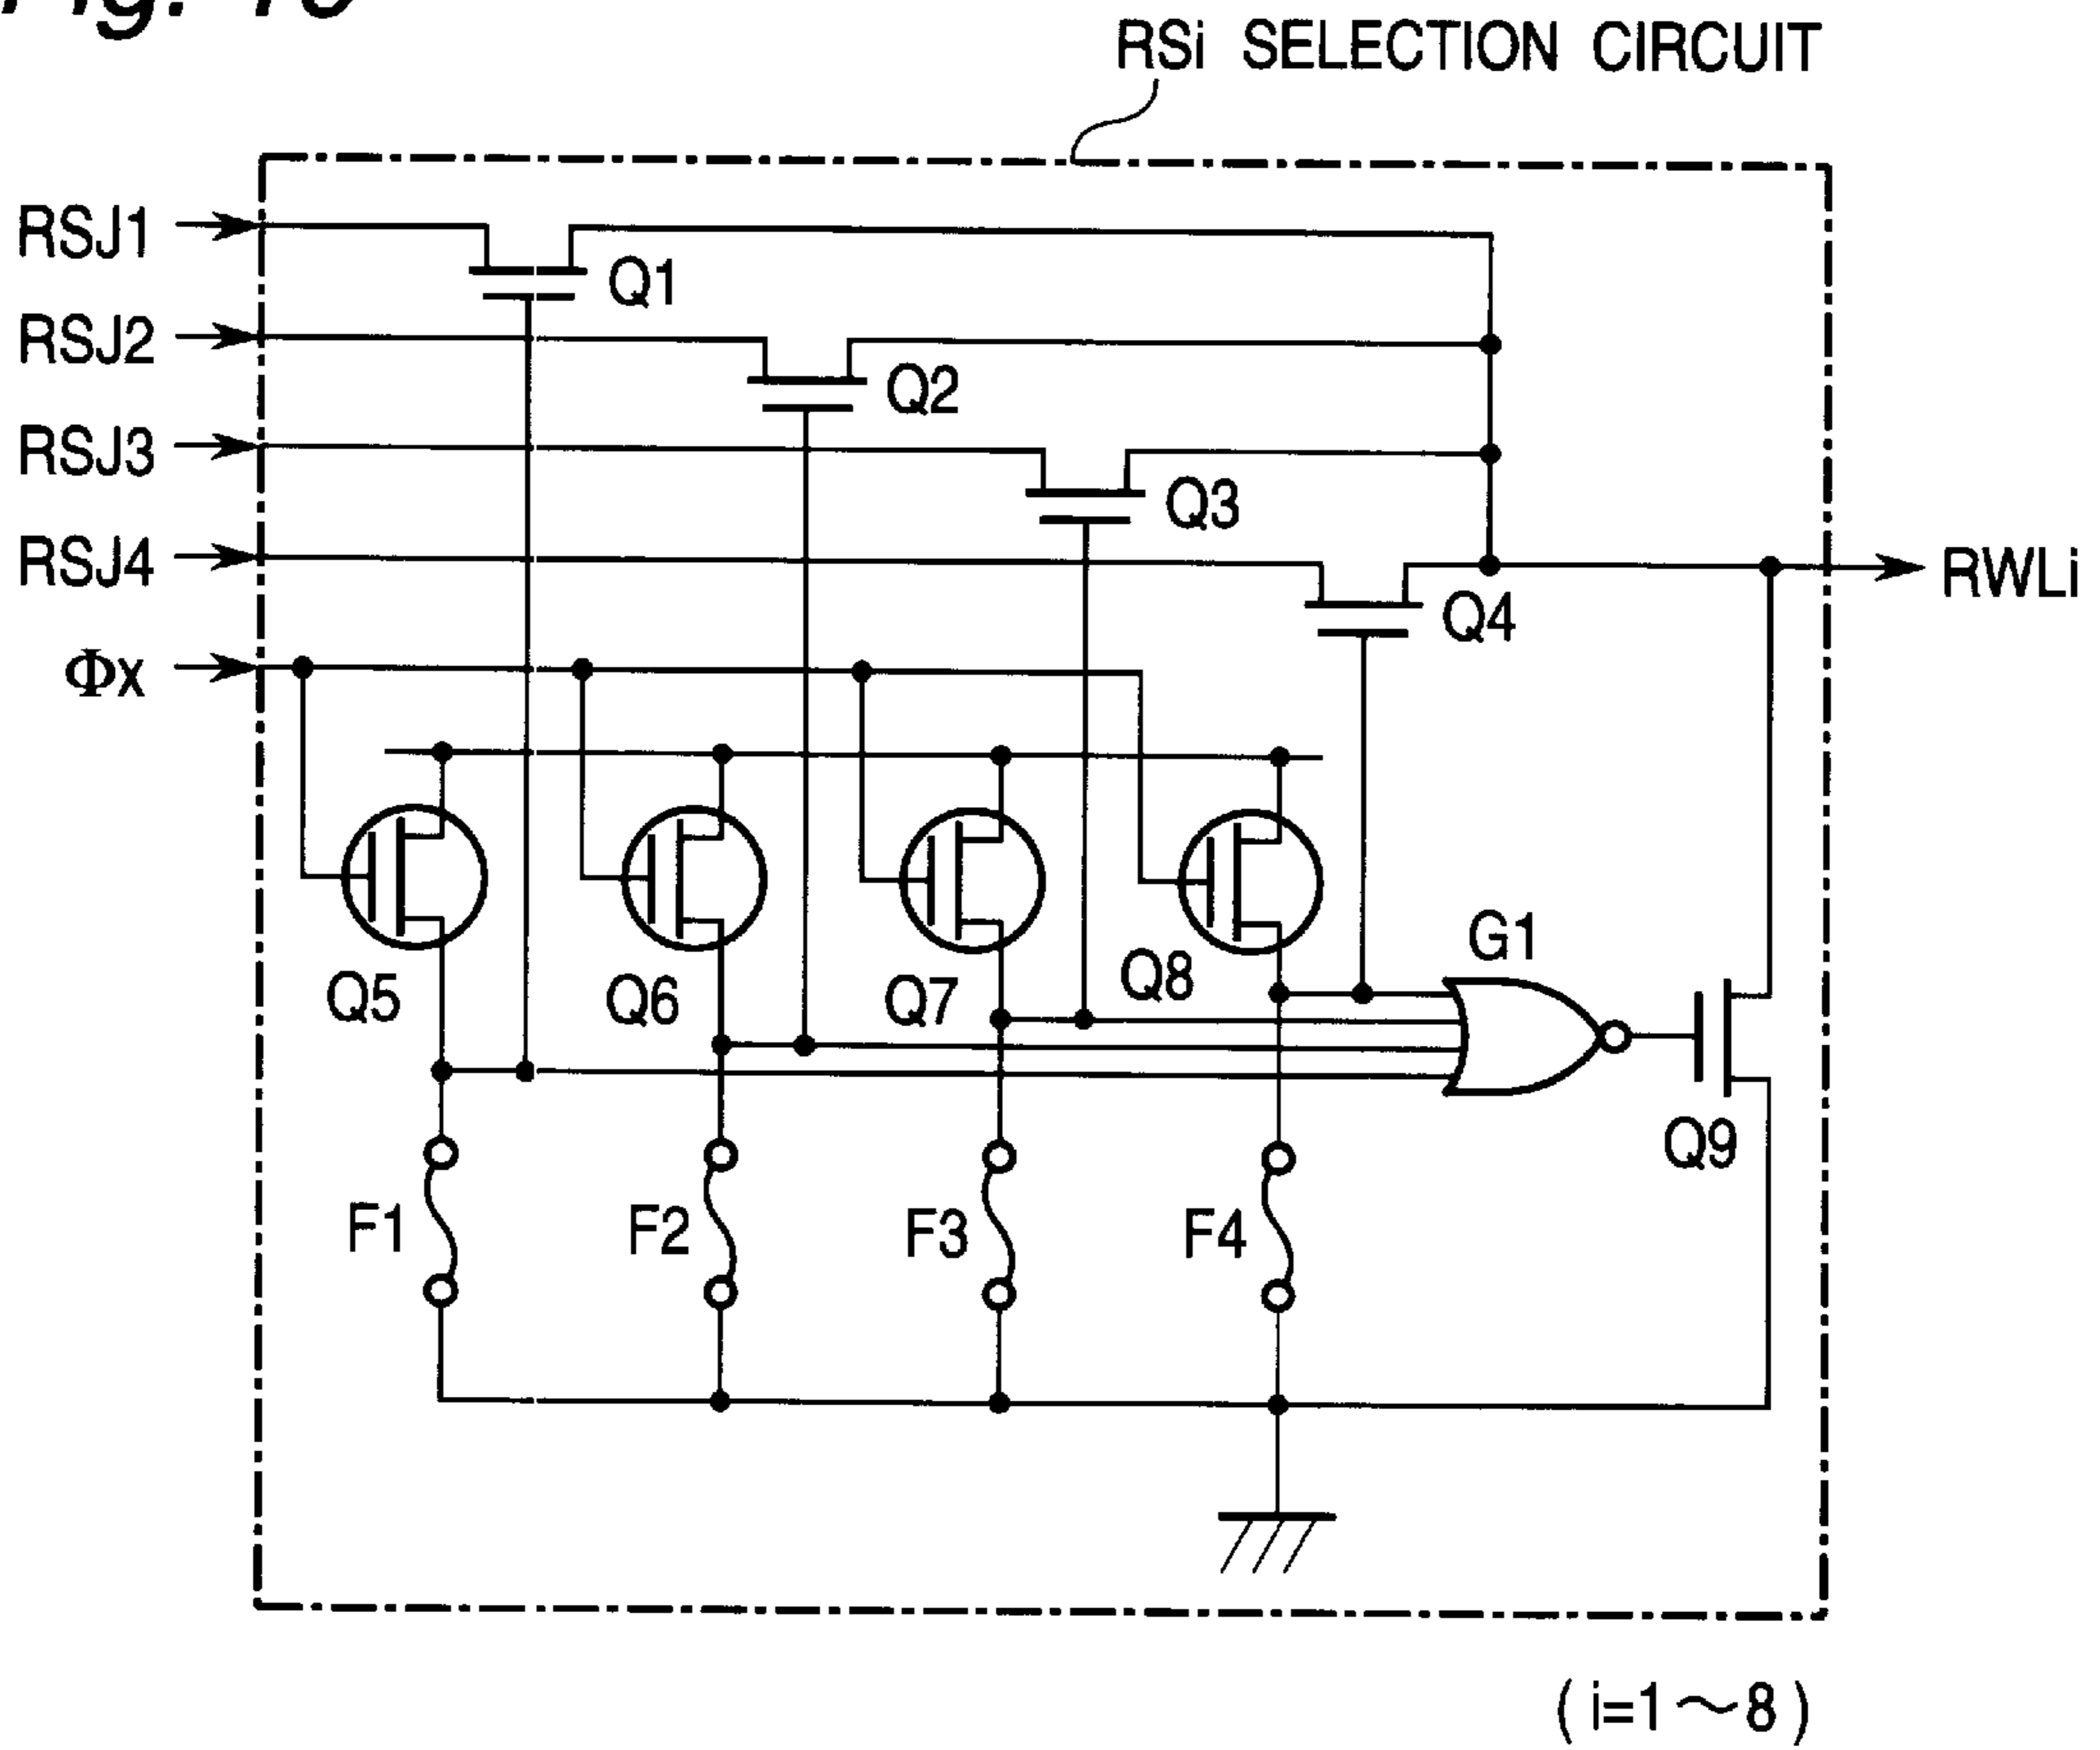 RSi SELECTION CIRCUIT
RSJ1
Q1
RSJ2
Q2
RSJ3
Q3
RSJ4
RWLi
Q4
Φx
G1
Q5
Q6
Q7
Q8
Q9
F1
F2
F3
F4
( i=1～8 )